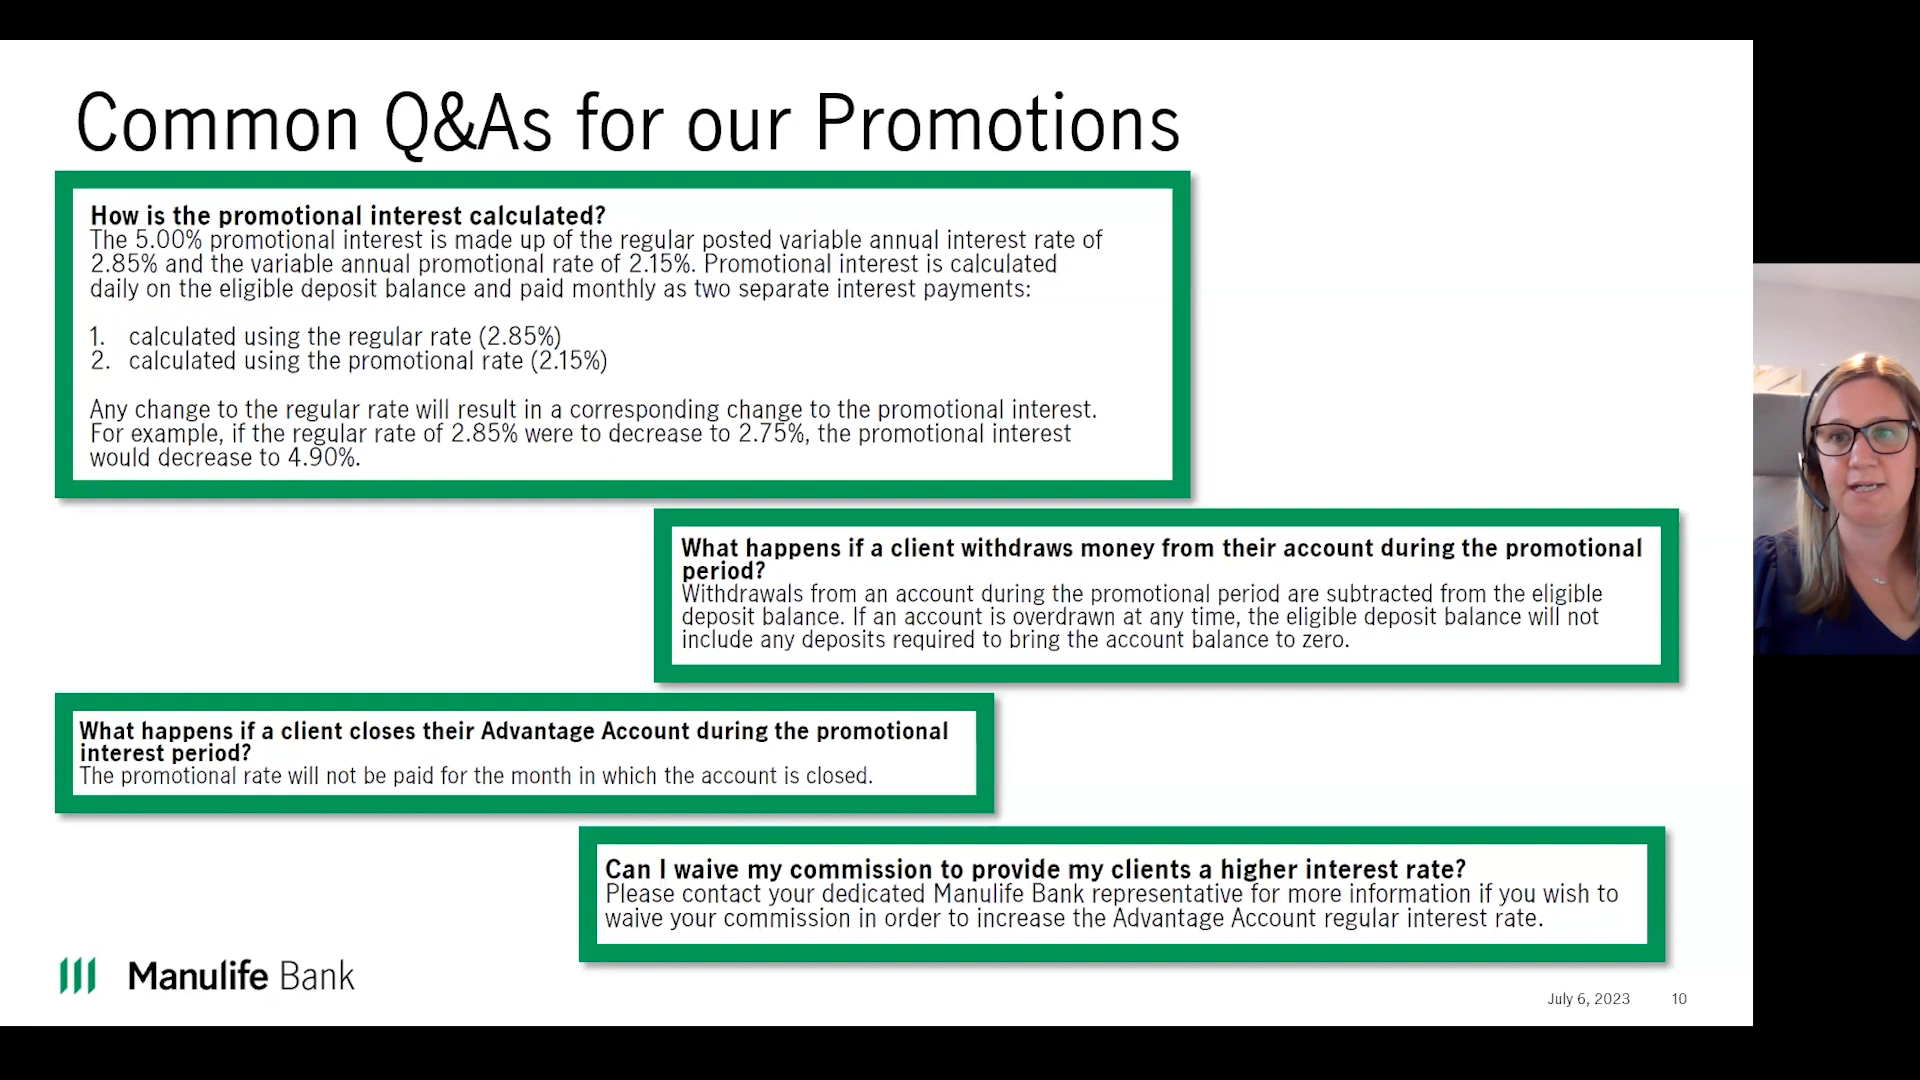 Common Q&As for our Promotions
How is the promotional interest calculated?
The 5.00% promotional interest is made up of the regular posted variable annual interest rate of
2.85% and the variable annual promotional rate of 2.15%. Promotional interest is calculated
daily on the eligible deposit balance and paid monthly as two separate interest payments:
1. calculated using the regular rate (2.85%)
2. calculated using the promotional rate (2.15%)
Any change to the regular rate will result in a corresponding change to the promotional interest.
For example, if the regular rate of 2.85% were to decrease to 2.75%, the promotional interest
would decrease to 4.90%.
What happens if a client withdraws money from their account during the promotional
period?
Withdrawals from an account during the promotional period are subtracted from the eligible
deposit balance. If an account is overdrawn at any time, the eligible deposit balance will not
include any deposits required to bring the account balance to zero.
What happens if a client closes their Advantage Account during the promotional
interest period?
The promotional rate will not be paid for the month in which the account is closed.
Can I waive my commission to provide my clients a higher interest rate?
Please contact your dedicated Manulife Bank representative for more information if you wish to
waive your commission in order to increase the Advantage Account regular interest rate.
Manulife Bank
July 6, 2023 10